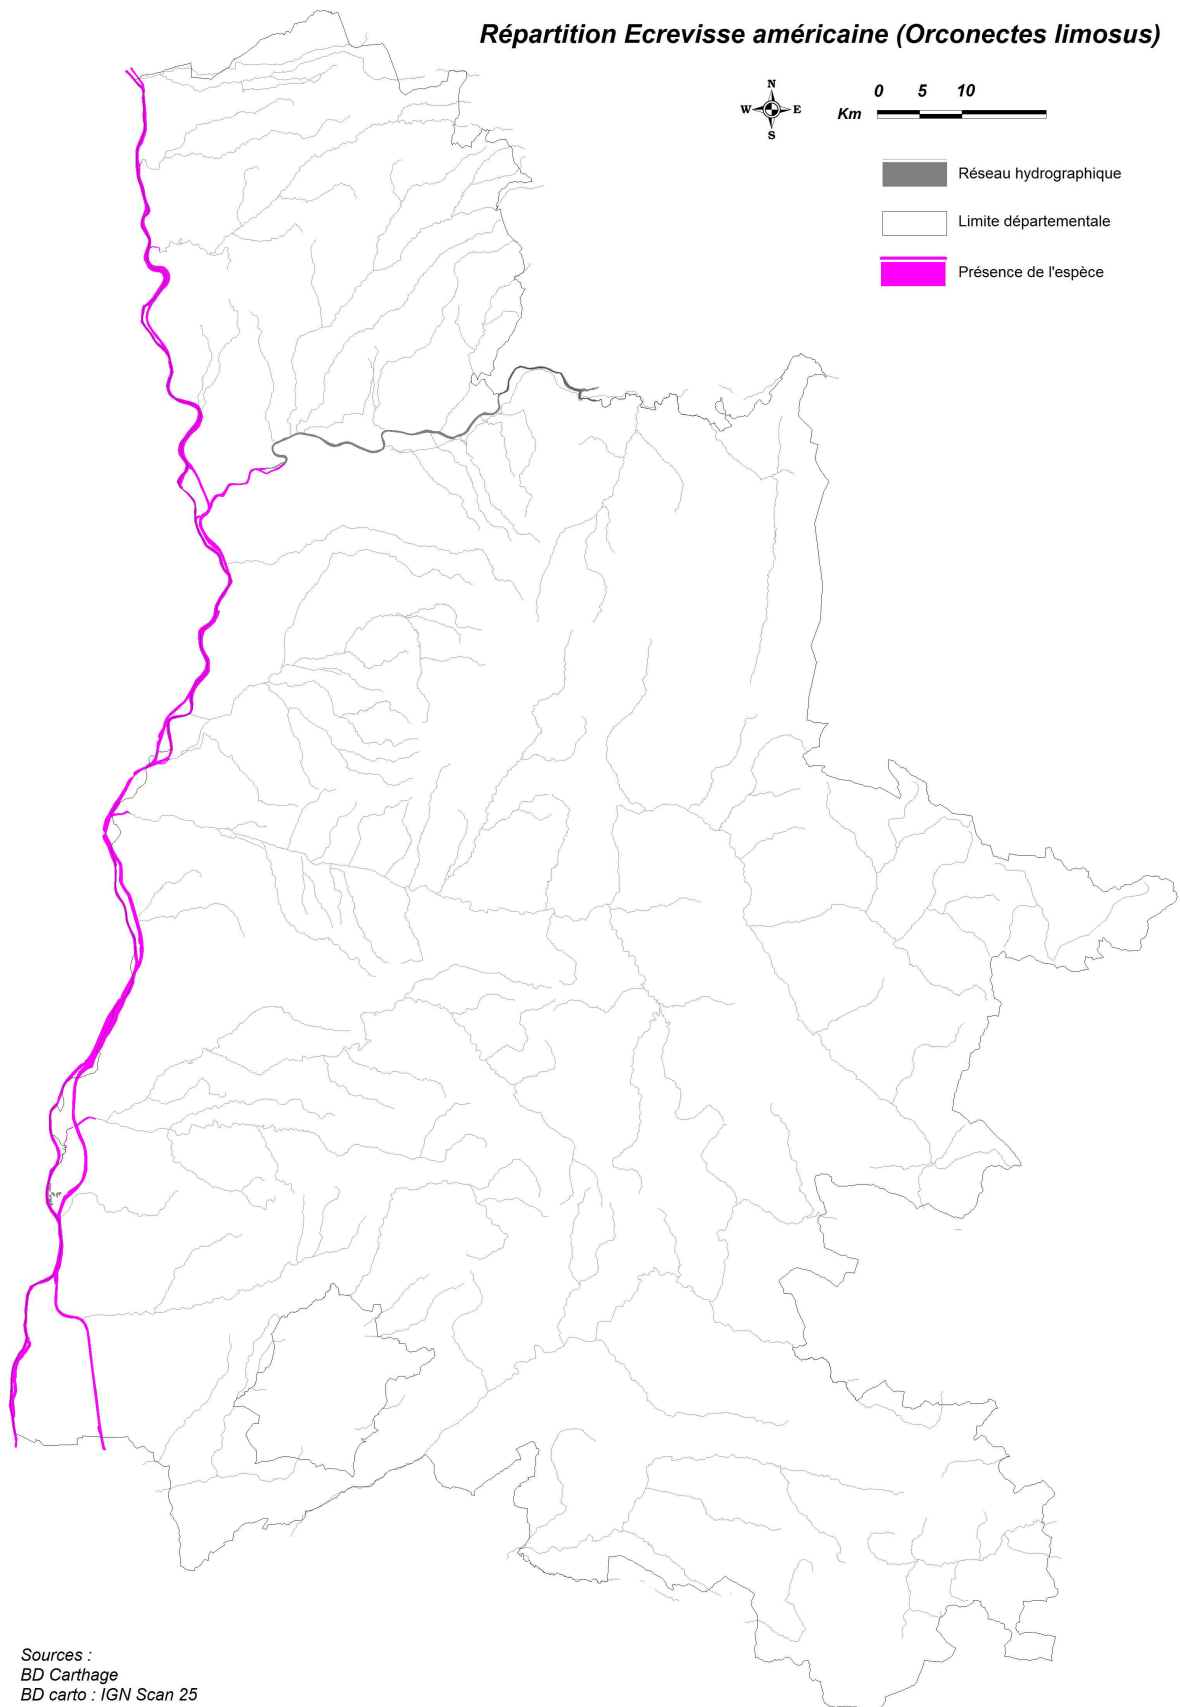 Répartition Ecrevisse américaine (Orconectes limosus)
N
W E
S
0 5 10
Km
Réseau hydrographique
Limite départementale
Présence de l'espèce
Sources :
BD Carthage
BD carto : IGN Scan 25